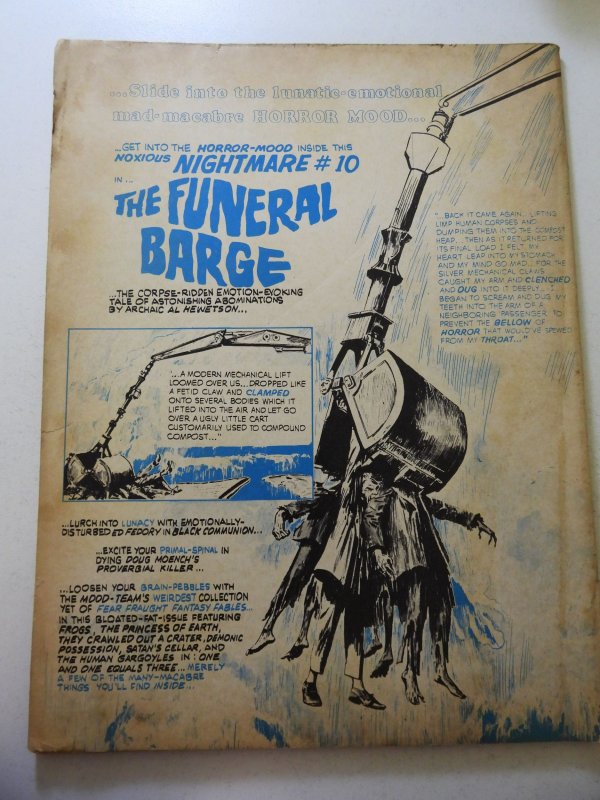 ...Slide into the lunatic-emotional
mad-macabre HORROR MOOD...
...GET INTO THE HORROR-MOOD INSIDE THIS
NOXIOUS NIGHTMARE #10
IN...
THE FUNERAL
BARGE
...THE CORPSE-RIDDEN EMOTION-EVOKING
TALE OF ASTONISHING ABOMINATIONS
BY ARCHAIC AL HEWETSON...
"...BACK IT CAME AGAIN... LIFTING
LIMP HUMAN CORPSES AND
DUMPING THEM INTO THE COMPOST
HEAP... THEN AS IT RETURNED FOR
ITS FINAL LOAD I FELT MY
HEART LEAP INTO MY STOMACH
AND MY MIND GO MAD... FOR THE
SILVER MECHANICAL CLAWS
CAUGHT MY ARM AND CLENCHED
AND DUG INTO IT DEEPLY... I
BEGAN TO SCREAM AND DUG MY
TEETH INTO THE ARM OF A
NEIGHBORING PASSENGER TO
PREVENT THE BELLOW OF
HORROR THAT WOULD'VE SPEWED
FROM MY THROAT..."
"...A MODERN MECHANICAL LIFT
LOOMED OVER US... DROPPED LIKE
A FETID CLAW AND CLAMPED
ONTO SEVERAL BODIES WHICH IT
LIFTED INTO THE AIR AND LET GO
OVER A UGLY LITTLE CART
CUSTOMARILY USED TO COMPOUND
COMPOST..."
...LURCH INTO LUNACY WITH EMOTIONALLY-
DISTURBED ED FEDORY IN BLACK COMMUNION...
...EXCITE YOUR PRIMAL-SPINAL IN
DYING DOUG MOENCH'S
PROVERBIAL KILLER...
...LOOSEN YOUR BRAIN-PEBBLES WITH
THE MOOD-TEAM'S WEIRDEST COLLECTION
YET OF FEAR FRAUGHT FANTASY FABLES...
IN THIS BLOATED-FAT-ISSUE FEATURING
FROGS, THE PRINCESS OF EARTH,
THEY CRAWLED OUT A CRATER, DEMONIC
POSSESSION, SATAN'S CELLAR, AND
THE HUMAN GARGOYLES IN: ONE
AND ONE EQUALS THREE... MERELY
A FEW OF THE MANY-MACABRE
THINGS YOU'LL FIND INSIDE...